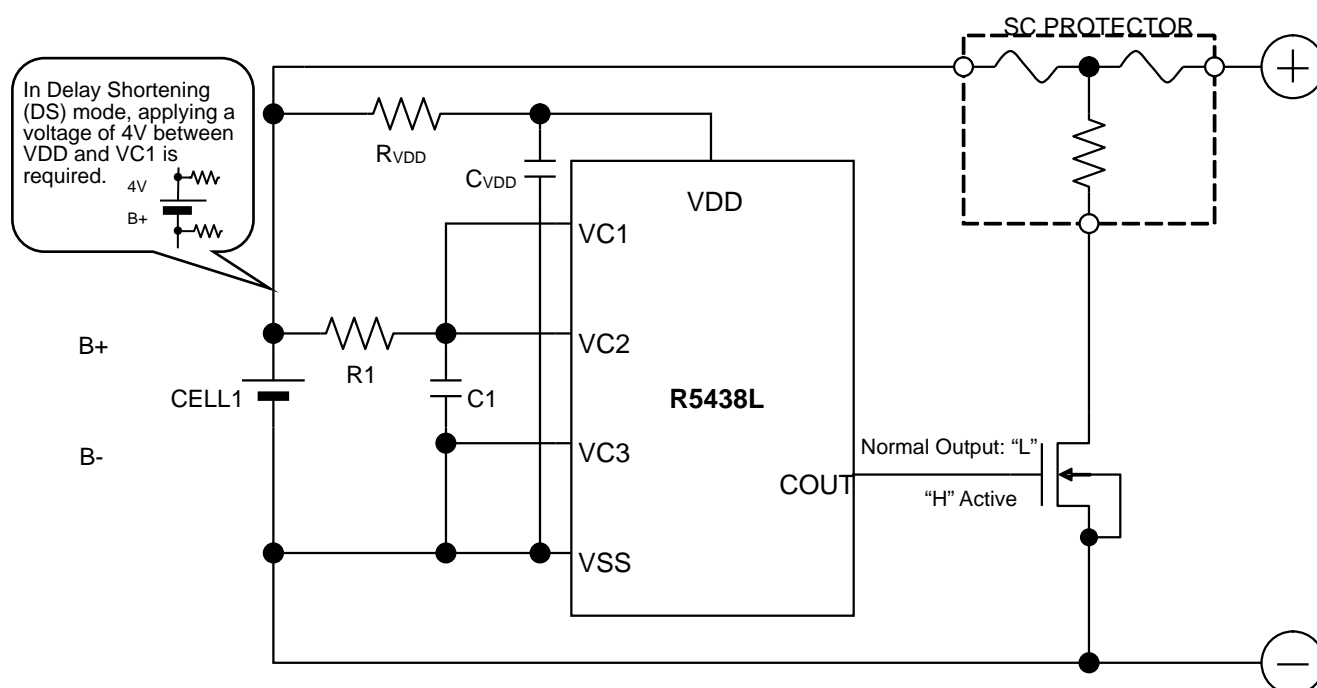 SC PROTECTOR
In Delay Shortening
(DS) mode, applying a
voltage of 4V between
VDD and VC1 is
required.
4V
B+
RVDD
CVDD
VDD
VC1
B+
R1
VC2
CELL1
C1
R5438L
B-
VC3
Normal Output: “L”
COUT
“H” Active
VSS